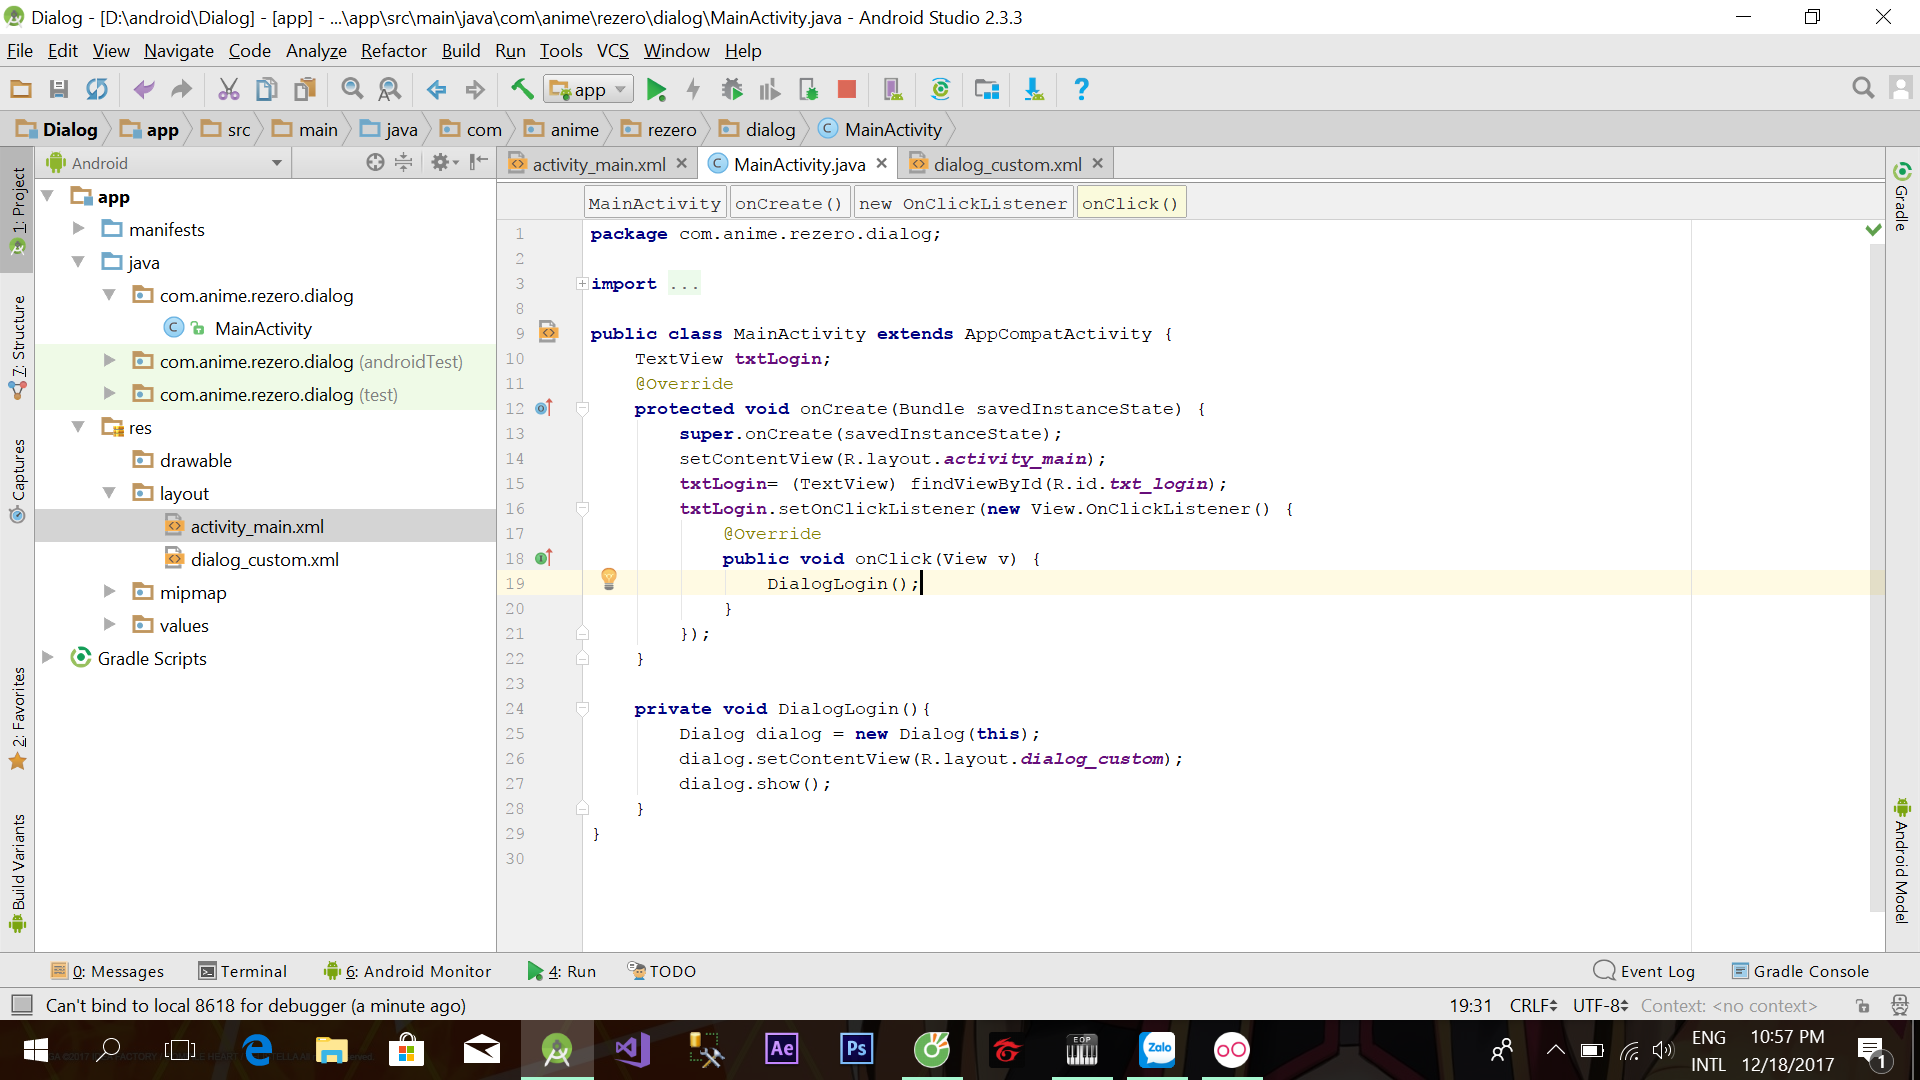 Dialog - [D:\android\Dialog] - [app] - ...\app\src\main\java\com\anime\rezero\dialog\MainActivity.java - Android Studio 2.3.3
File Edit View Navigate Code Analyze Refactor Build Run Tools VCS Window Help
app
Dialog app src main java com anime rezero dialog MainActivity
Android
activity_main.xml MainActivity.java dialog_custom.xml
MainActivity onCreate() new OnClickListener onClick()
1: Project
7: Structure
Captures
2: Favorites
Build Variants
app
manifests
java
com.anime.rezero.dialog
MainActivity
com.anime.rezero.dialog (androidTest)
com.anime.rezero.dialog (test)
res
drawable
layout
activity_main.xml
dialog_custom.xml
mipmap
values
Gradle Scripts
1 package com.anime.rezero.dialog;
2
3 import ...
8
9 public class MainActivity extends AppCompatActivity {
10 TextView txtLogin;
11 @Override
12 protected void onCreate(Bundle savedInstanceState) {
13 super.onCreate(savedInstanceState);
14 setContentView(R.layout.activity_main);
15 txtLogin= (TextView) findViewById(R.id.txt_login);
16 txtLogin.setOnClickListener(new View.OnClickListener() {
17 @Override
18 public void onClick(View v) {
19 DialogLogin();
20 }
21 });
22 }
23
24 private void DialogLogin(){
25 Dialog dialog = new Dialog(this);
26 dialog.setContentView(R.layout.dialog_custom);
27 dialog.show();
28 }
29 }
30
Gradle
Android Model
0: Messages Terminal 6: Android Monitor 4: Run TODO Event Log Gradle Console
Can't bind to local 8618 for debugger (a minute ago) 19:31 CRLF UTF-8 Context: <no context>
Ae Ps EOP Zalo
ENG 10:57 PM
INTL 12/18/2017 1